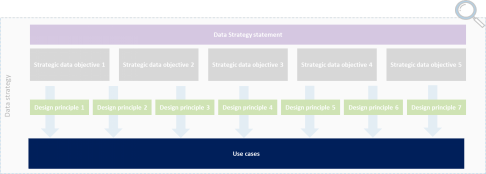 Data Strategy statement
Strategic data objective 1
Strategic data objective 2
Strategic data objective 3
Strategic data objective 4
Strategic data objective 5
Data strategy
Design principle 1
Design principle 2
Design principle 3
Design principle 4
Design principle 5
Design principle 6
Design principle 7
Use cases